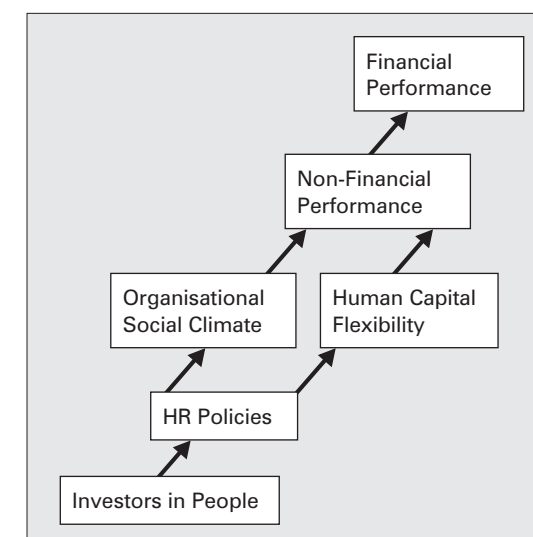 Financial
Performance
Non-Financial
Performance
Organisational
Social Climate
Human Capital
Flexibility
HR Policies
Investors in People